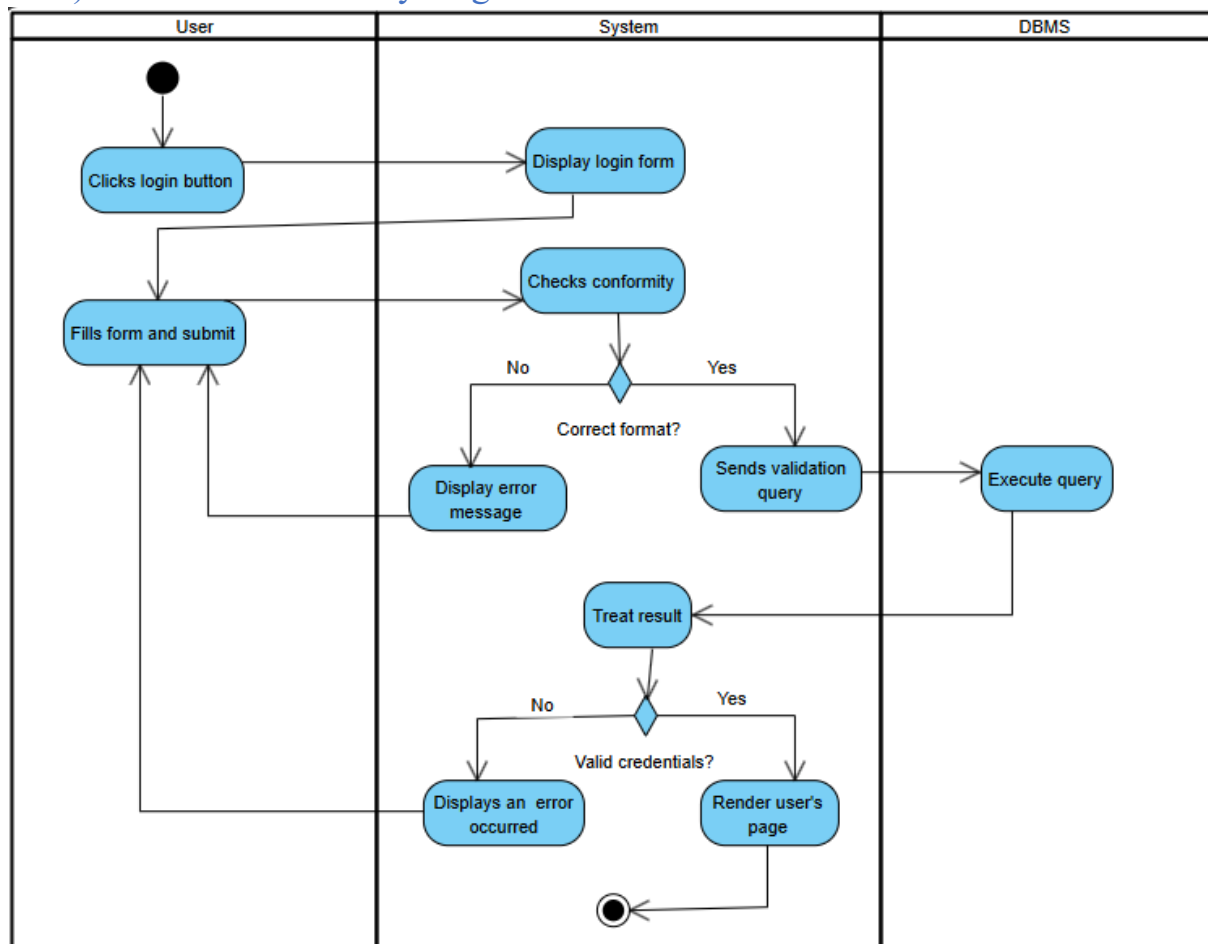 User
System
DBMS
Clicks login button
Display login form
Checks conformity
Fills form and submit
No
Yes
Correct format?
Display error
message
Sends validation
query
Execute query
Treat result
No
Yes
Valid credentials?
Displays an error
occurred
Render user's
page